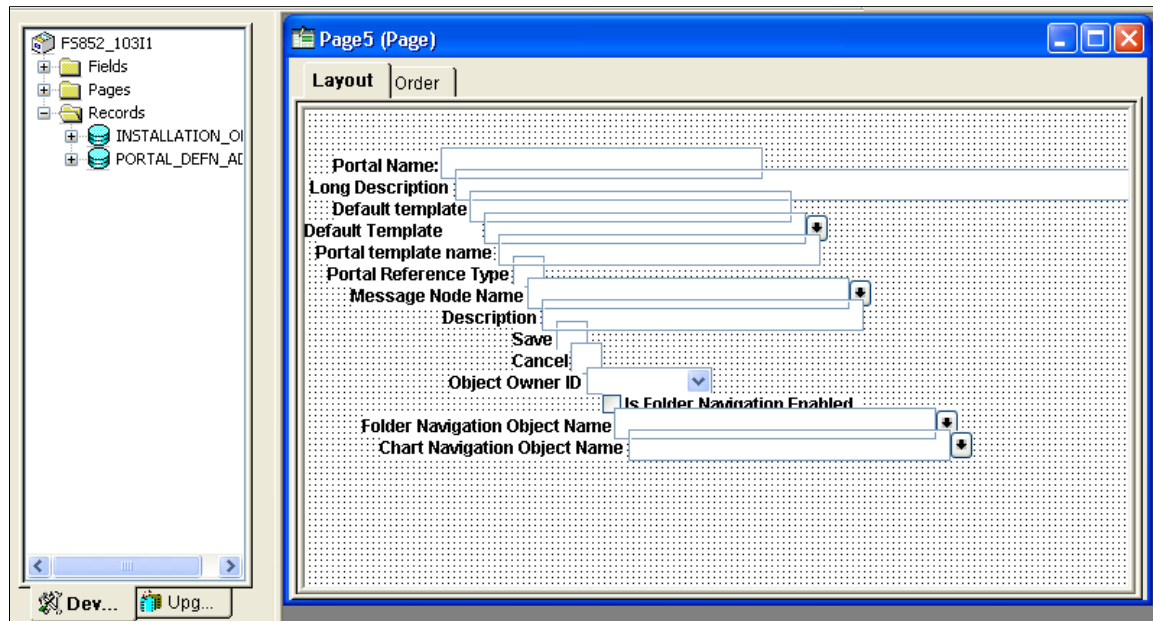 FS852_103I1
Fields
Pages
Records
INSTALLATION_
PORTAL_DEFN_
Dev...
Upg...
Page5 (Page)
Layout
Order
Portal Name:
Long Description
Default template
Default Template
Portal template name
Portal Reference Type
Message Node Name
Description
Save
Cancel
Object Owner ID
Is Folder Navigation Enabled
Folder Navigation Object Name
Chart Navigation Object Name